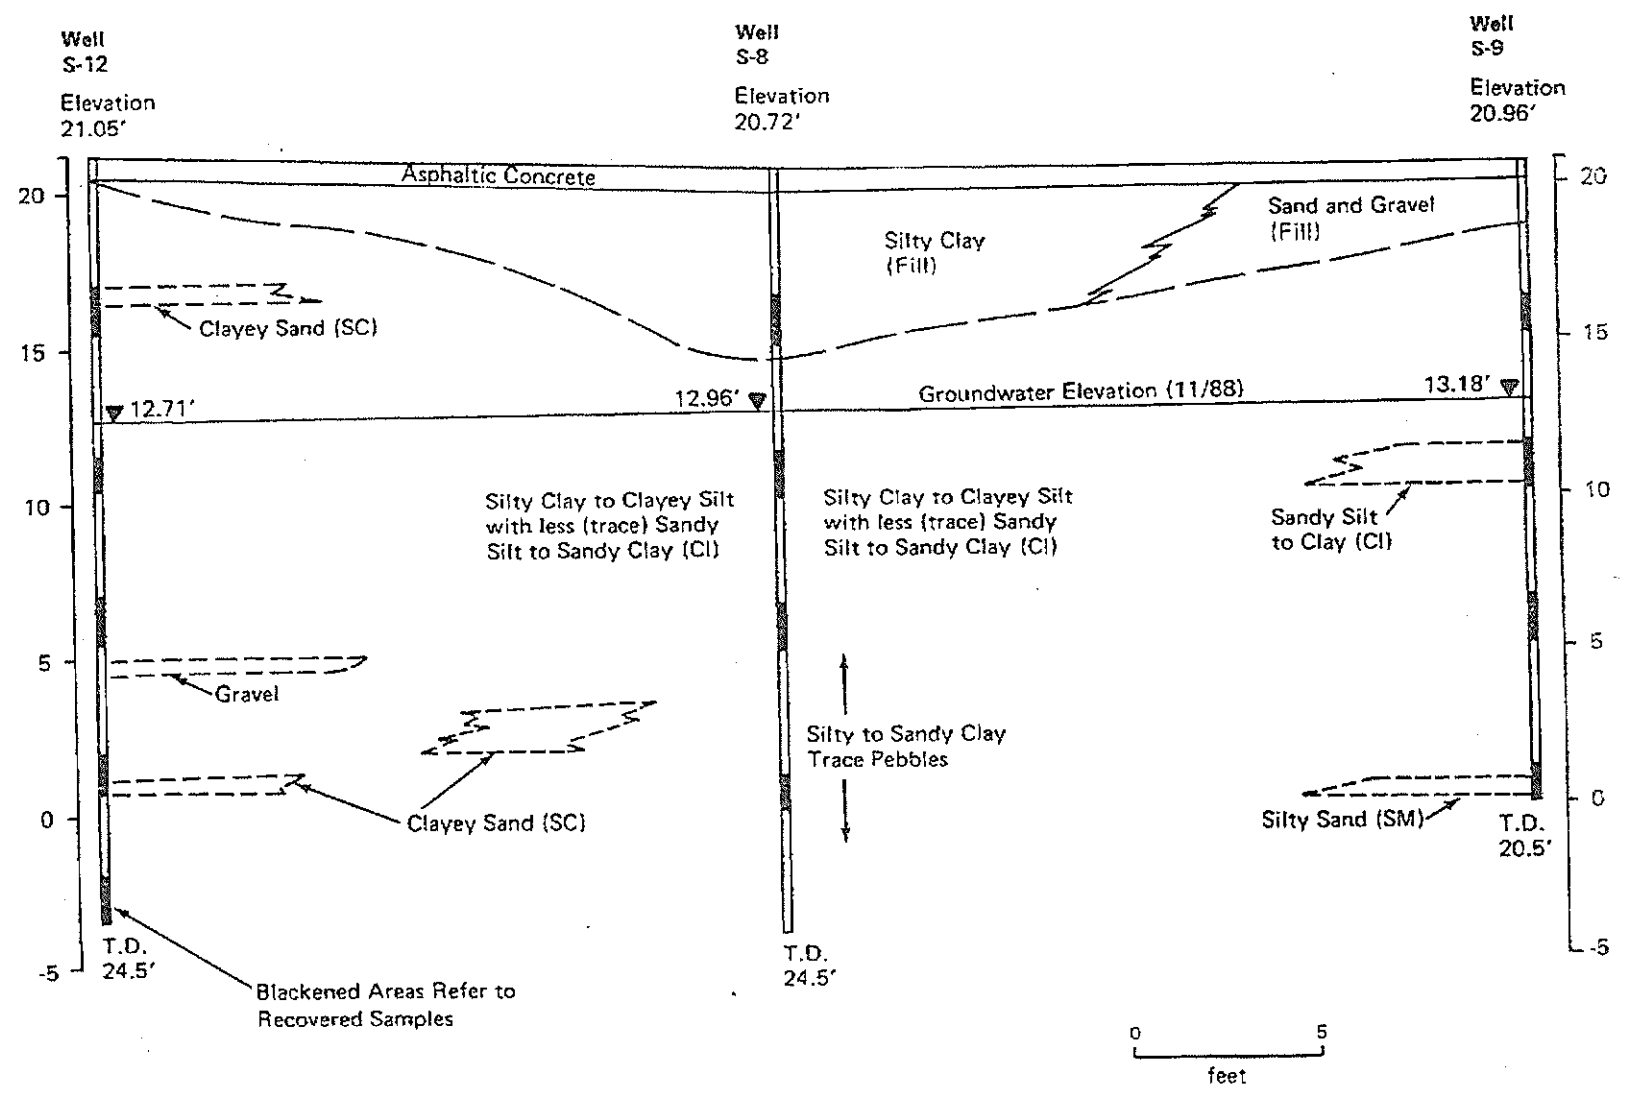 Well
S-12
Elevation
21.05′
Well
S-8
Elevation
20.72′
Well
S-9
Elevation
20.96′
Asphaltic Concrete
20
15
10
5
0
-5
20
15
10
5
0
-5
Silty Clay
(Fill)
Sand and Gravel
(Fill)
Clayey Sand (SC)
12.71′
12.96′
Groundwater Elevation (11/88)
13.18′
Silty Clay to Clayey Silt
with less (trace) Sandy
Silt to Sandy Clay (Cl)
Silty Clay to Clayey Silt
with less (trace) Sandy
Silt to Sandy Clay (Cl)
Sandy Silt
to Clay (Cl)
Gravel
Silty to Sandy Clay
Trace Pebbles
Clayey Sand (SC)
Silty Sand (SM)
T.D.
20.5′
T.D.
24.5′
T.D.
24.5′
Blackened Areas Refer to
Recovered Samples
0 5
feet